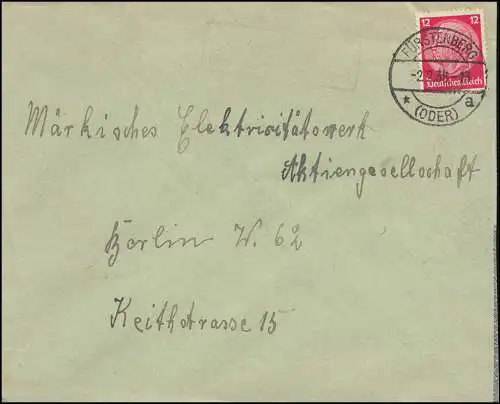 12 12
Deutsches Reich
FÜRSTENBERG
(ODER)
* a
Märkisches Elektricitätswerk
Aktiengesellschaft
Berlin W. 62
Keithstrasse 15